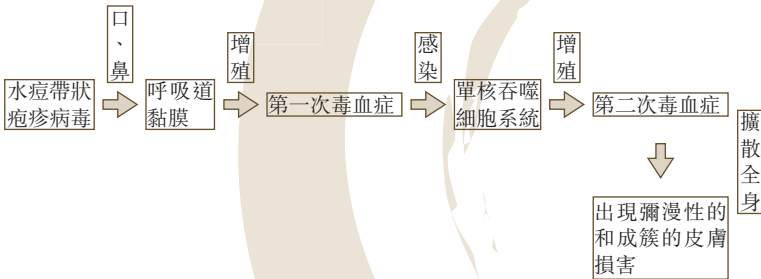 口、鼻
增殖
感染
增殖
水痘帶狀
疱疹病毒
呼吸道
黏膜
第一次毒血症
單核吞噬
細胞系統
第二次毒血症
擴散全身
出現彌漫性的
和成簇的皮膚
損害